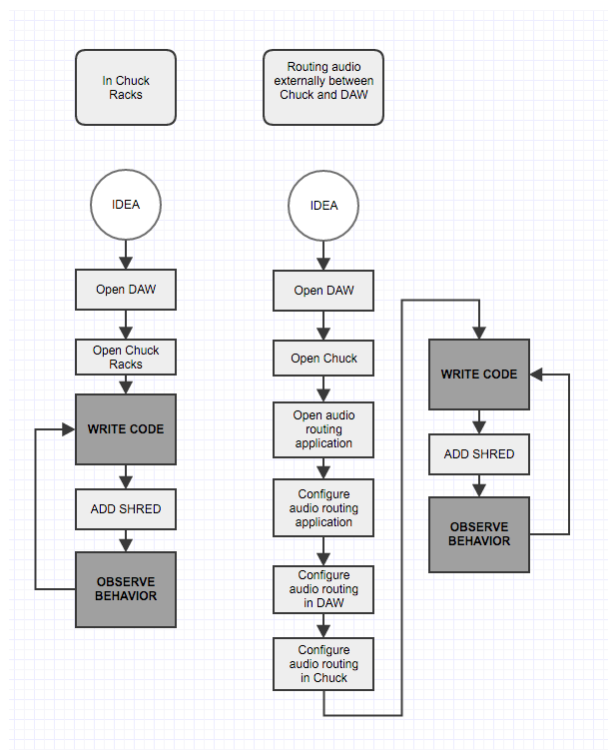 In Chuck
Racks
Routing audio
externally between
Chuck and DAW
IDEA
Open DAW
Open Chuck
Racks
WRITE CODE
ADD SHRED
OBSERVE
BEHAVIOR
IDEA
Open DAW
Open Chuck
Open audio
routing
application
Configure
audio routing
application
Configure
audio routing
in DAW
Configure
audio routing
in Chuck
WRITE CODE
ADD SHRED
OBSERVE
BEHAVIOR